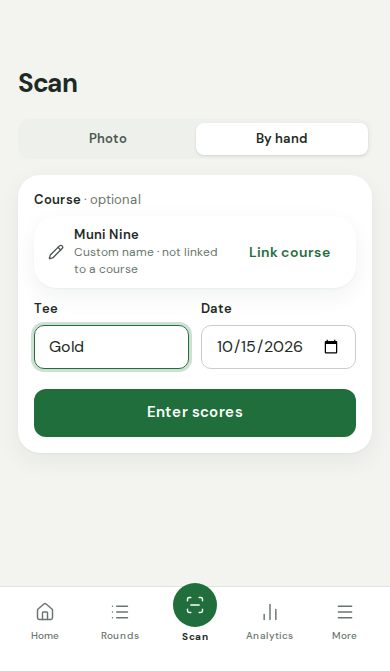 Scan
Photo
By hand
Course · optional
Muni Nine
Custom name · not linked
to a course
Link course
Tee
Date
Gold
10/15/2026
Enter scores
Home
Rounds
Scan
Analytics
More